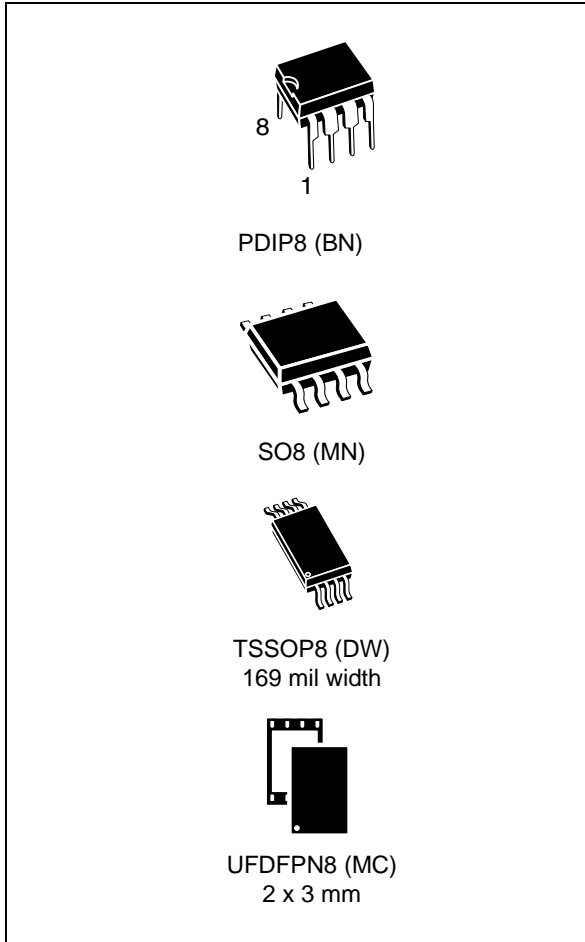 8
1
PDIP8 (BN)
SO8 (MN)
TSSOP8 (DW)
169 mil width
UFDFPN8 (MC)
2 x 3 mm